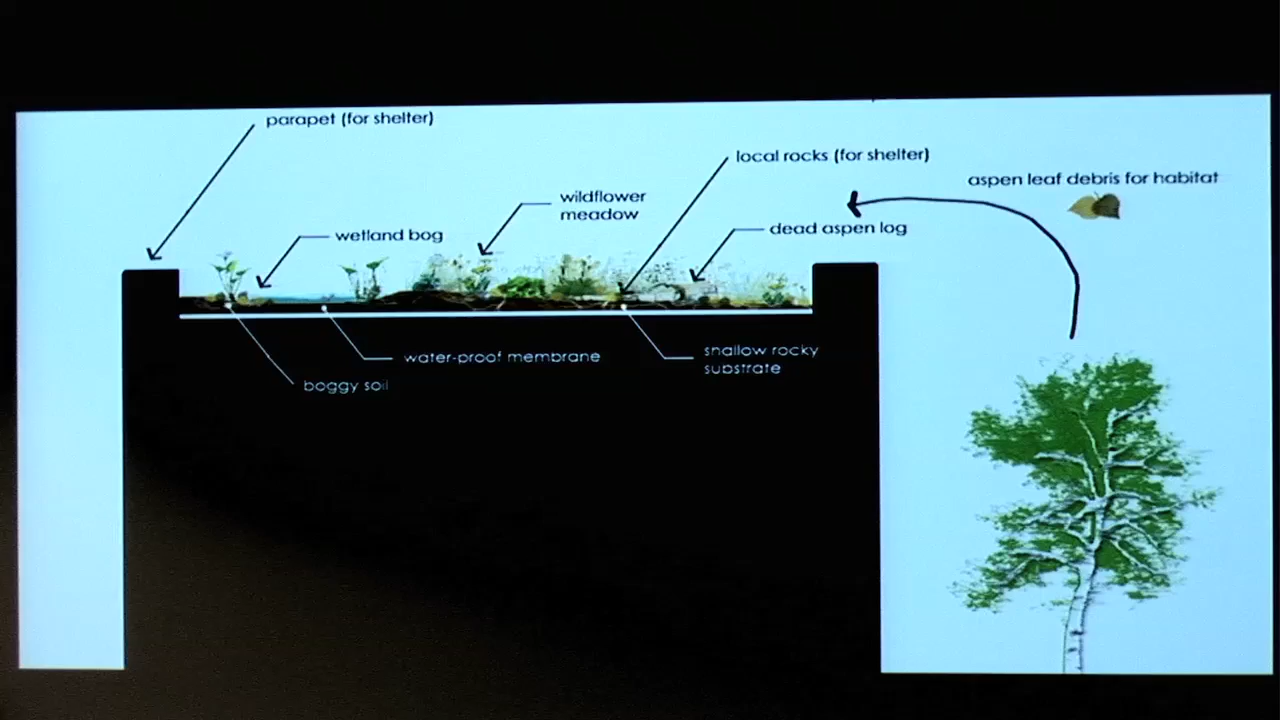 parapet (for shelter)
local rocks (for shelter)
aspen leaf debris for habitat
wildflower
meadow
dead aspen log
wetland bog
water-proof membrane
shallow rocky
substrate
boggy soil